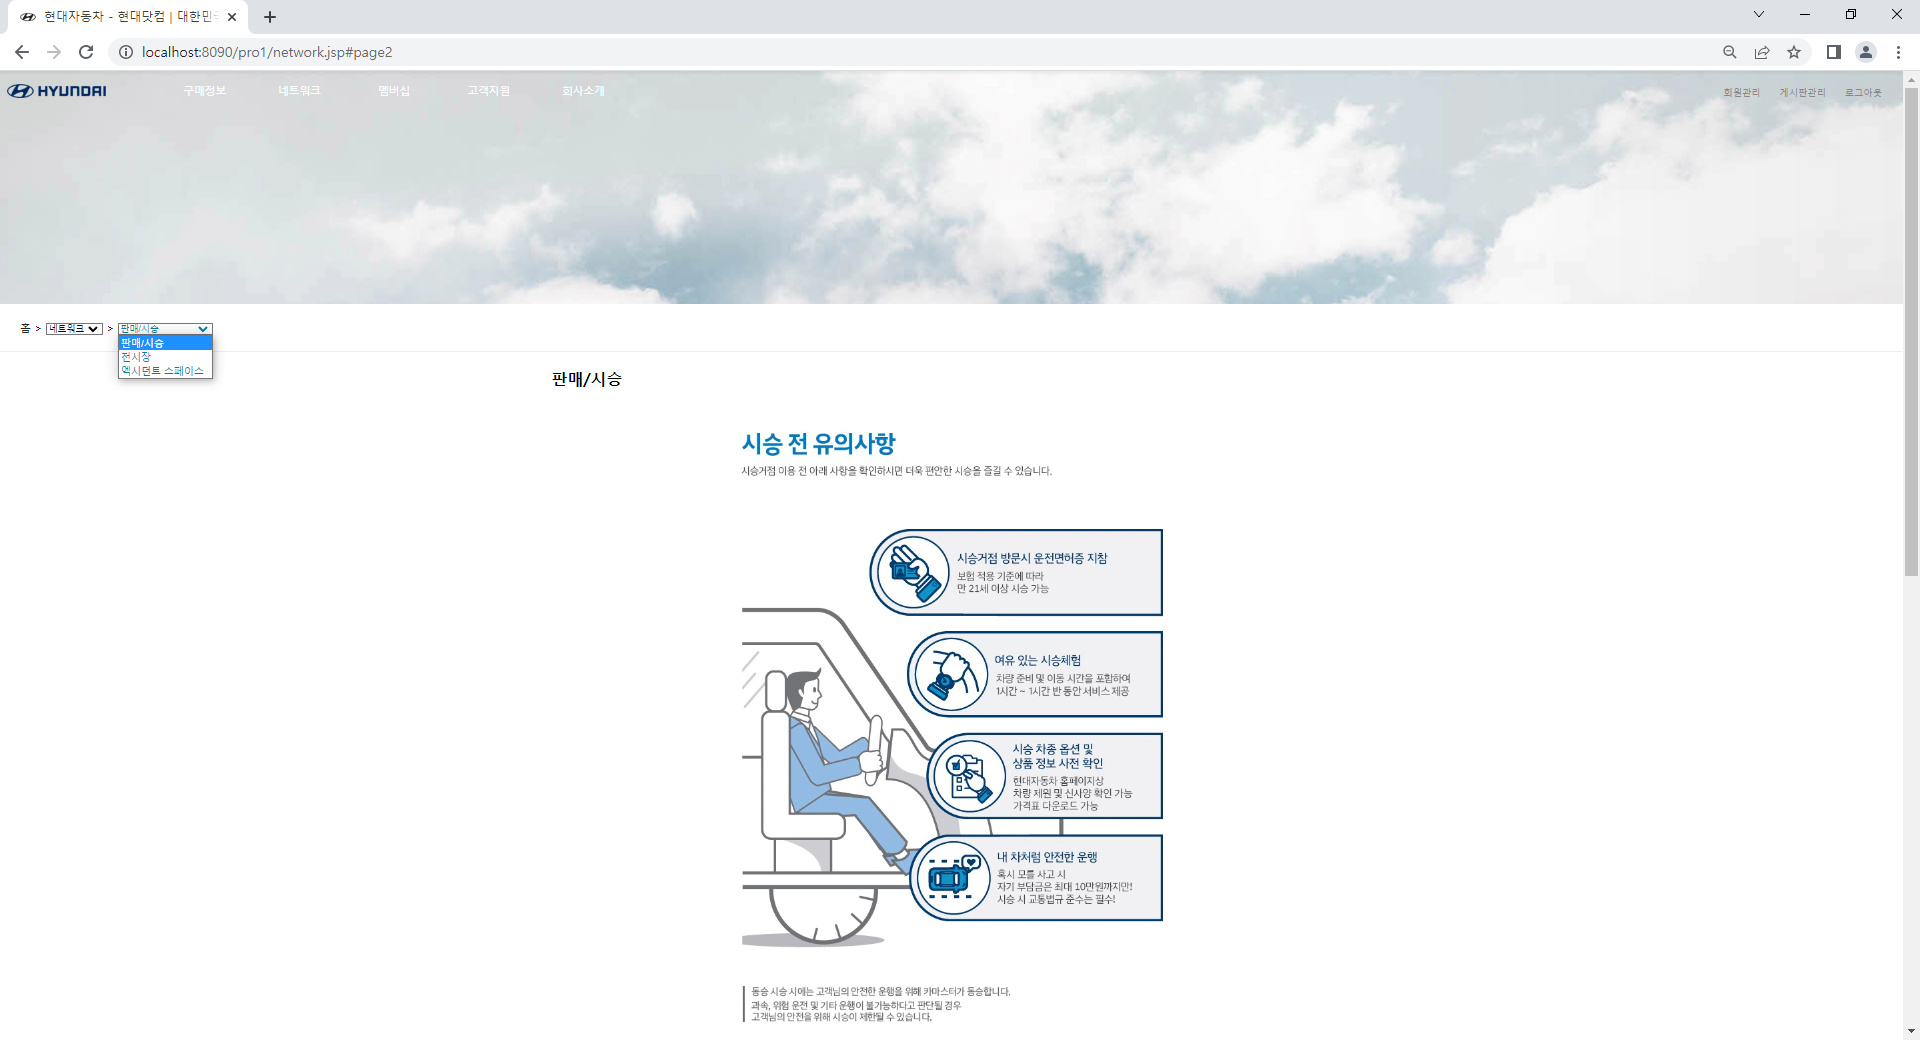 현대자동차 - 현대닷컴 | 대한민국
localhost:8090/pro1/network.jsp#page2
HYUNDAI 구매정보 네트워크 멤버십 고객지원 회사소개 회원관리 게시판관리 로그아웃
홈 > 네트워크 > 판매/시승
판매/시승
전시장
엑시던트 스페이스
판매/시승
시승 전 유의사항
시승거점 이용 전 아래 사항을 확인하시면 더욱 편안한 시승을 즐길 수 있습니다.
시승거점 방문시 운전면허증 지참
보험 적용 기준에 따라
만 21세 이상 시승 가능
여유 있는 시승체험
차량 준비 및 이동 시간을 포함하여
1시간 ~ 1시간 반 동안 서비스 제공
시승 차종 옵션 및
상품 정보 사전 확인
현대자동차 홈페이지상
차량 제원 및 신사양 확인 가능
가격표 다운로드 가능
내 차처럼 안전한 운행
혹시 모를 사고 시
자기 부담금은 최대 10만원까지만!
시승 시 교통법규 준수는 필수!
동승 시승 시에는 고객님의 안전한 운행을 위해 카마스터가 동승합니다.
과속, 위험 운전 및 기타 운행이 불가능하다고 판단될 경우
고객님의 안전을 위해 시승이 제한될 수 있습니다.